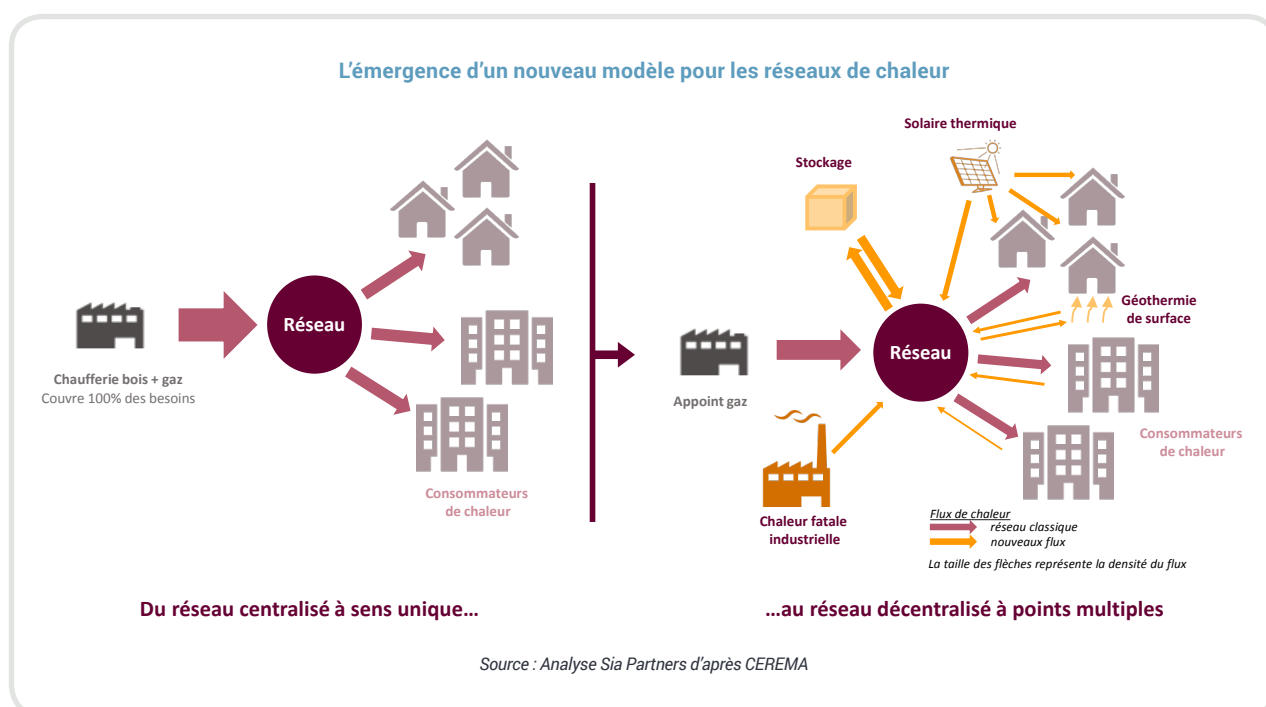 L’émergence d’un nouveau modèle pour les réseaux de chaleur
Réseau
Chaufferie bois + gaz
Couvre 100% des besoins
Consommateurs
de chaleur
Du réseau centralisé à sens unique…
Solaire thermique
Stockage
Géothermie
de surface
Réseau
Appoint gaz
Chaleur fatale
industrielle
Consommateurs
de chaleur
Flux de chaleur
réseau classique
nouveaux flux
La taille des flèches représente la densité du flux
…au réseau décentralisé à points multiples
Source : Analyse Sia Partners d’après CEREMA